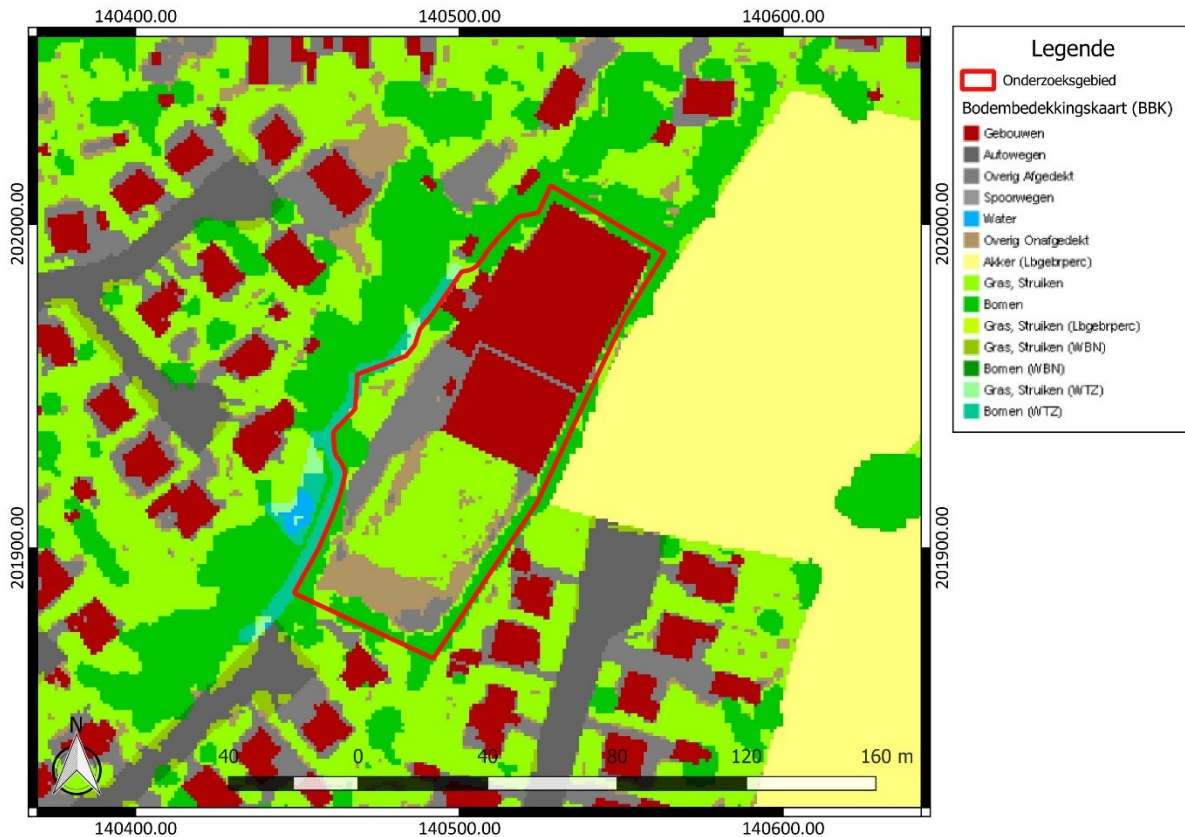 140400.00
140500.00
140600.00
202000.00
202000.00
201900.00
201900.00
N
40
0
40
80
120
160 m
140400.00
140500.00
140600.00
Legende
Onderzoeksgebied
Bodembedekkingskaart (BBK)
Gebouwen
Autowegen
Overig Afgedekt
Spoorwegen
Water
Overig Onafgedekt
Akker (Lbgebrperc)
Gras, Struiken
Bomen
Gras, Struiken (Lbgebrperc)
Gras, Struiken (WBN)
Bomen (WBN)
Gras, Struiken (WTZ)
Bomen (WTZ)